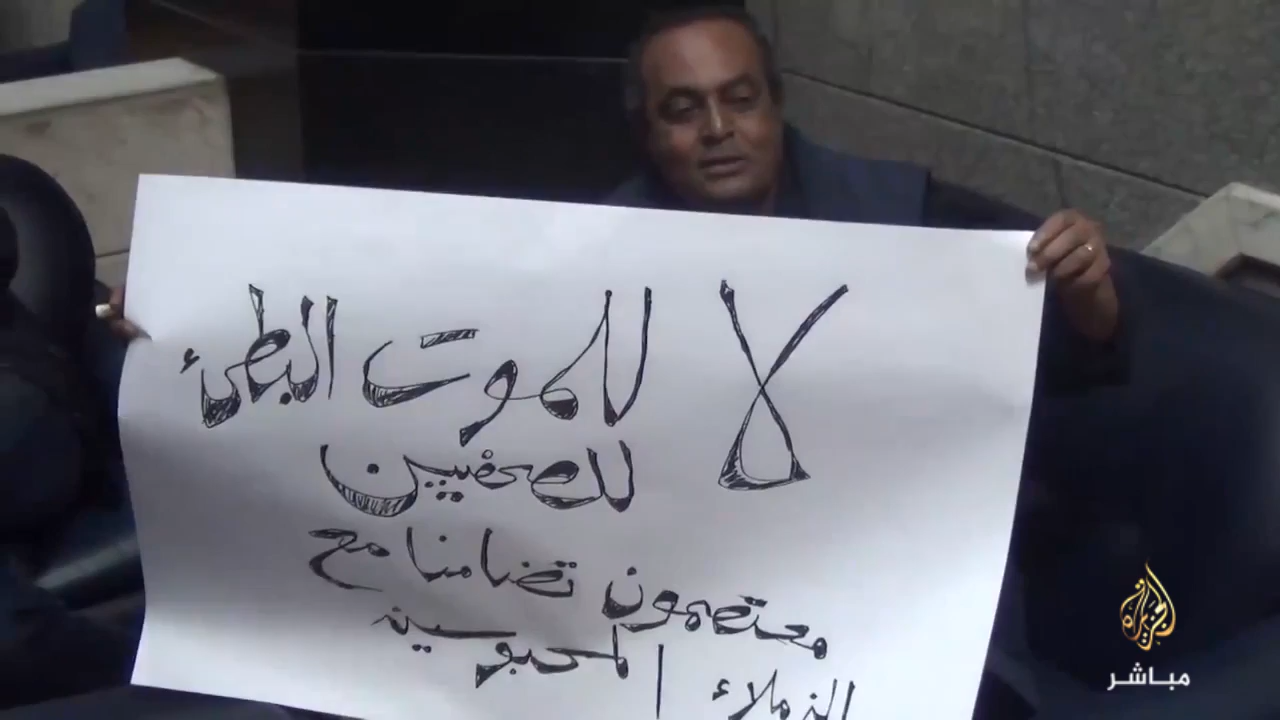 لا للموت البطئ
للصحفيين
معتصمون تضامنا مع
الزملاء المحبوسين
الجزيرة
مباشر